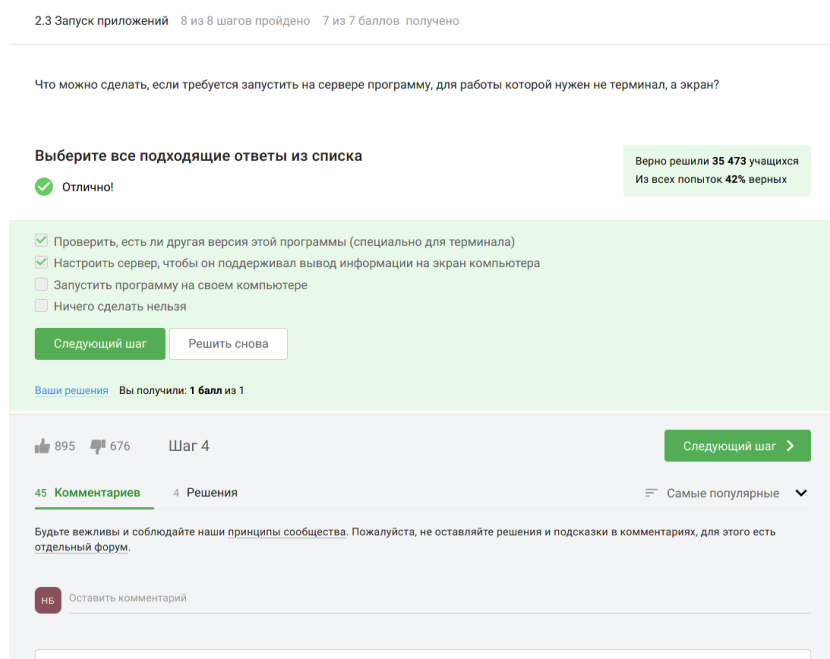 2.3 Запуск приложений 8 из 8 шагов пройдено 7 из 7 баллов получено
Что можно сделать, если требуется запустить на сервере программу, для работы которой нужен не терминал, а экран?
Выберите все подходящие ответы из списка
Верно решили 35 473 учащихся
Из всех попыток 42% верных
Отлично!
Проверить, есть ли другая версия этой программы (специально для терминала)
Настроить сервер, чтобы он поддерживал вывод информации на экран компьютера
Запустить программу на своем компьютере
Ничего сделать нельзя
Следующий шаг Решить снова
Ваши решения Вы получили: 1 балл из 1
895 676 Шаг 4 Следующий шаг
45 Комментариев 4 Решения Самые популярные
Будьте вежливы и соблюдайте наши принципы сообщества. Пожалуйста, не оставляйте решения и подсказки в комментариях, для этого есть
отдельный форум.
НБ Оставить комментарий